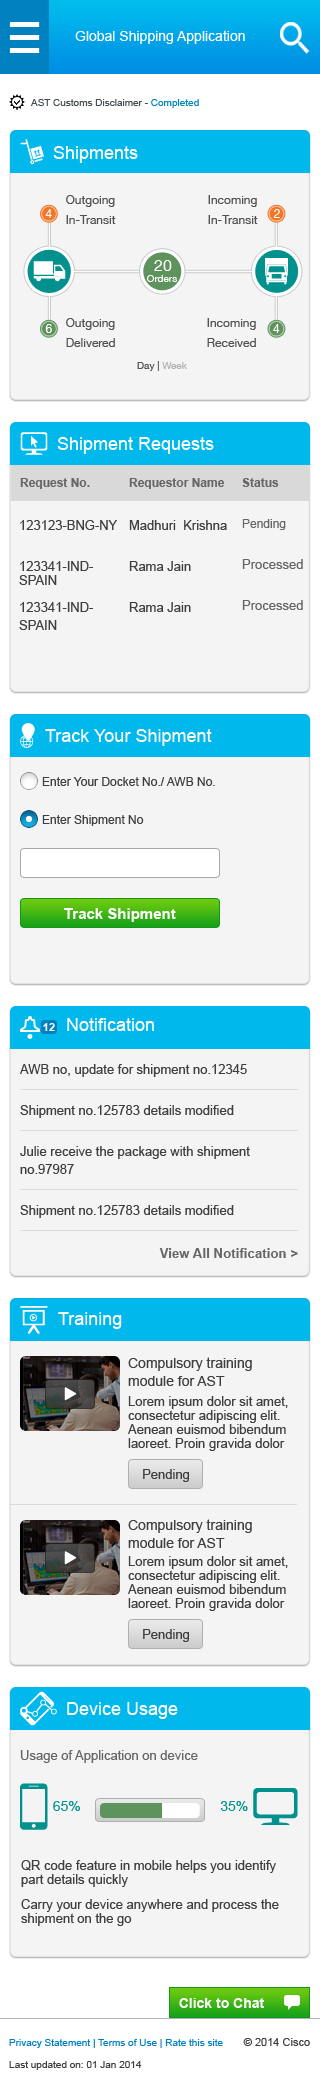 Global Shipping Application
AST Customs Disclaimer - Completed
Shipments
Outgoing
In-Transit
4
Incoming
In-Transit
2
20
Orders
6
Outgoing
Delivered
Incoming
Received
4
Day | Week
Shipment Requests
Request No. Requestor Name Status
123123-BNG-NY Madhuri Krishna Pending
123341-IND-
SPAIN
Rama Jain Processed
123341-IND-
SPAIN
Rama Jain Processed
Track Your Shipment
Enter Your Docket No./ AWB No.
Enter Shipment No
Track Shipment
12 Notification
AWB no, update for shipment no.12345
Shipment no.125783 details modified
Julie receive the package with shipment
no.97987
Shipment no.125783 details modified
View All Notification >
Training
Compulsory training
module for AST
Lorem ipsum dolor sit amet,
consectetur adipiscing elit.
Aenean euismod bibendum
laoreet. Proin gravida dolor
Pending
Compulsory training
module for AST
Lorem ipsum dolor sit amet,
consectetur adipiscing elit.
Aenean euismod bibendum
laoreet. Proin gravida dolor
Pending
Device Usage
Usage of Application on device
65% 35%
QR code feature in mobile helps you identify
part details quickly
Carry your device anywhere and process the
shipment on the go
Click to Chat
Privacy Statement | Terms of Use | Rate this site © 2014 Cisco
Last updated on: 01 Jan 2014